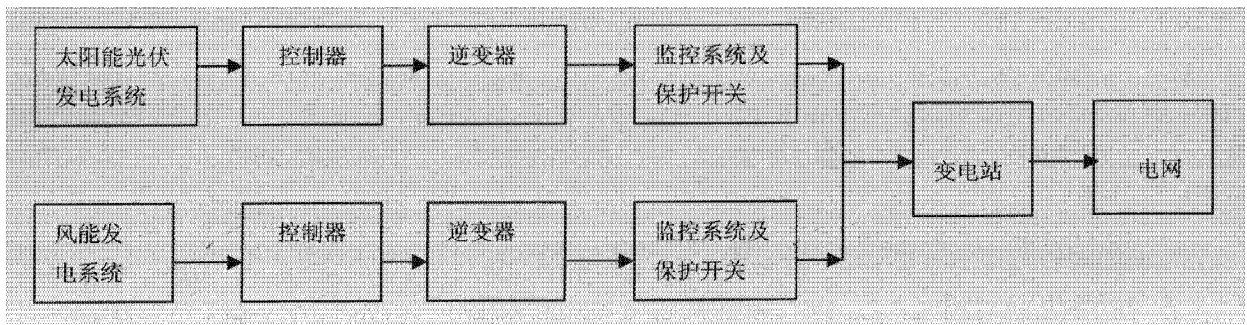 太阳能光伏
发电系统
控制器
逆变器
监控系统及
保护开关
变电站
电网
风能发
电系统
控制器
逆变器
监控系统及
保护开关